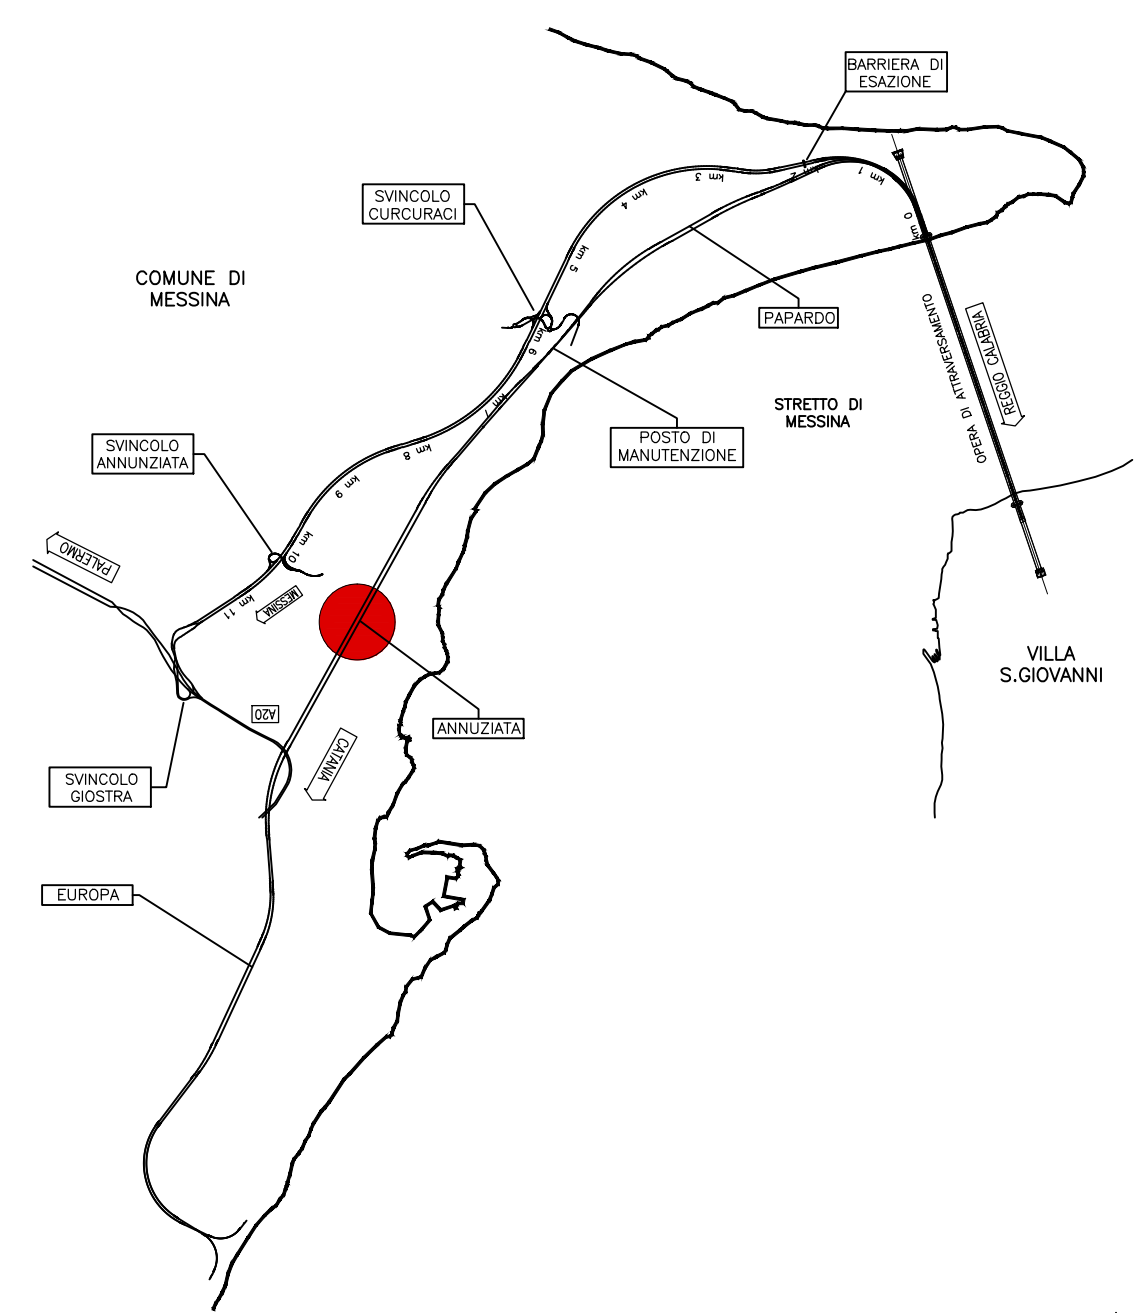 BARRIERA DI
ESAZIONE
SVINCOLO
CURCURACI
COMUNE DI
MESSINA
km 0
km 1
km 2
km 3
km 4
km 5
km 6
km 7
km 8
km 9
km 10
km 11
PAPARDO
OPERA DI ATTRAVERSAMENTO
REGGIO CALABRIA
STRETTO DI
MESSINA
POSTO DI
MANUTENZIONE
SVINCOLO
ANNUNZIATA
PALERMO
MESSINA
VILLA
S.GIOVANNI
A20
ANNUZIATA
CATANIA
SVINCOLO
GIOSTRA
EUROPA